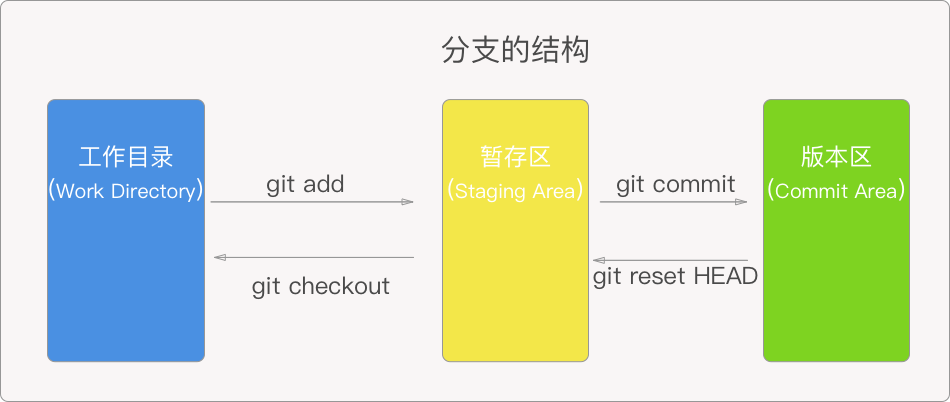 分支的结构
工作目录
(Work Directory)
git add
git checkout
暂存区
(Staging Area)
git commit
git reset HEAD
版本区
(Commit Area)